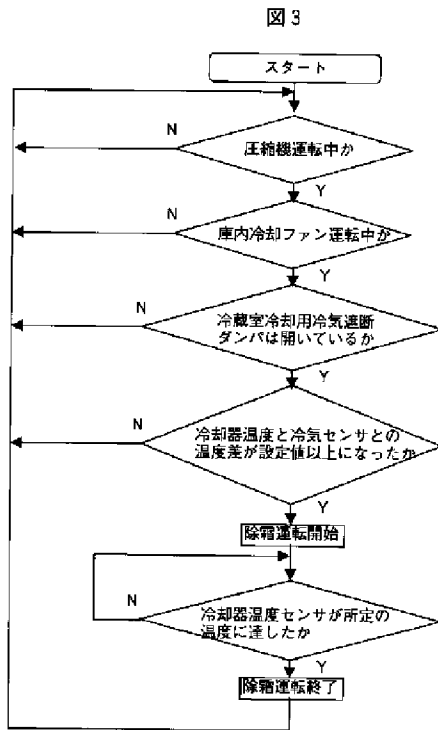 図3
スタート
N
圧縮機運転中か
Y
N
庫内冷却ファン運転中か
Y
N
冷蔵室冷却用冷気遮断
ダンパは開いているか
Y
N
冷却器温度と冷気センサとの
温度差が設定値以上になったか
Y
除霜運転開始
N
冷却器温度センサが所定の
温度に達したか
Y
除霜運転終了